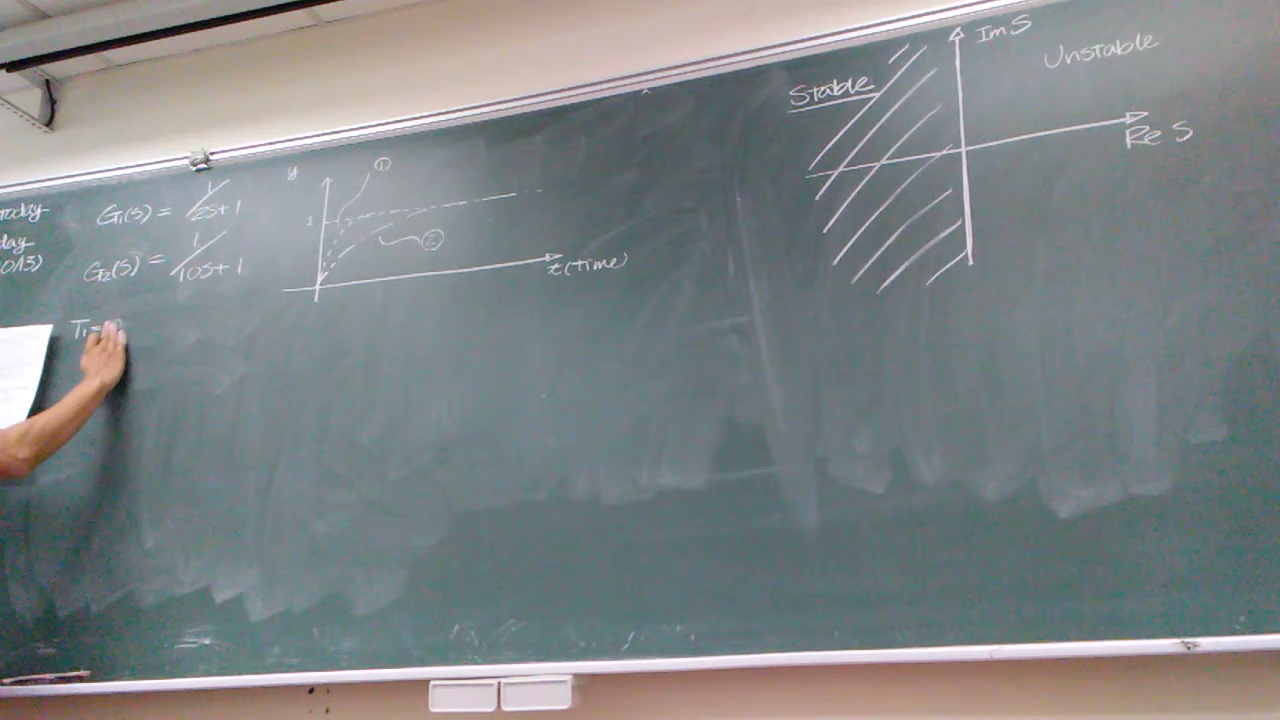 today
day
013)
G1(s) = 1/2s+1
G2(s) = 1/10s+1
T1=
y
1
①
②
t(time)
Stable
Im S
Unstable
Re S